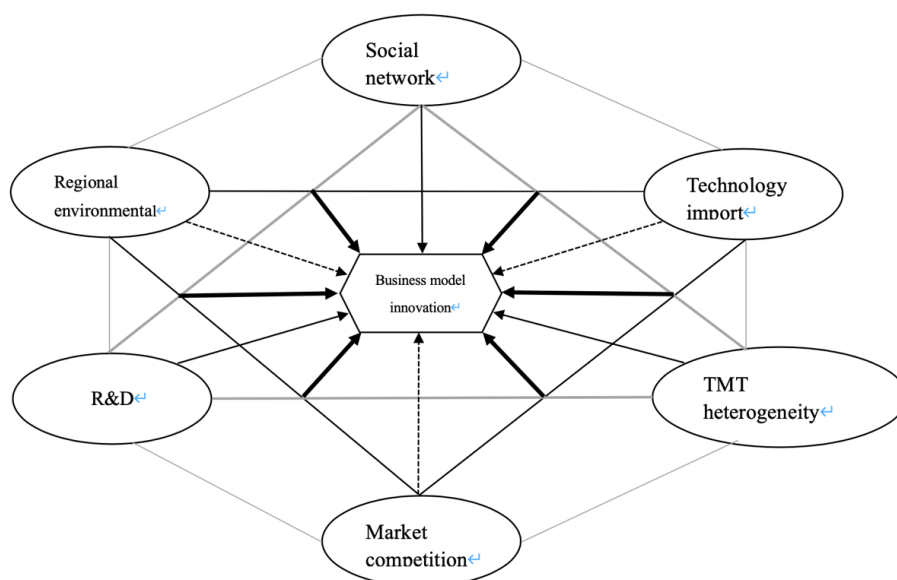 Social
network↵
Regional
environmental↵
Technology
import↵
Business model
innovation↵
R&D↵
TMT
heterogeneity↵
Market
competition↵